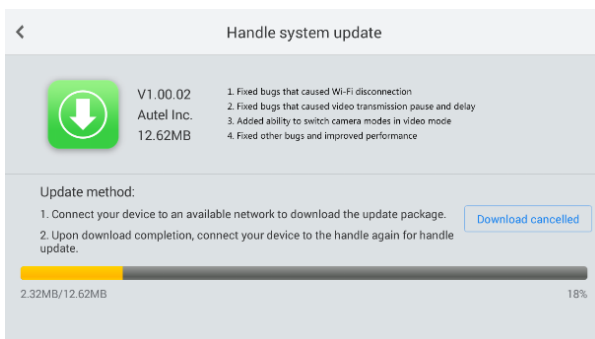 Handle system update
V1.00.02
Autel Inc.
12.62MB
1. Fixed bugs that caused Wi-Fi disconnection
2. Fixed bugs that caused video transmission pause and delay
3. Added ability to switch camera modes in video mode
4. Fixed other bugs and improved performance
Update method:
1. Connect your device to an available network to download the update package.
2. Upon download completion, connect your device to the handle again for handle
update.
Download cancelled
2.32MB/12.62MB
18%